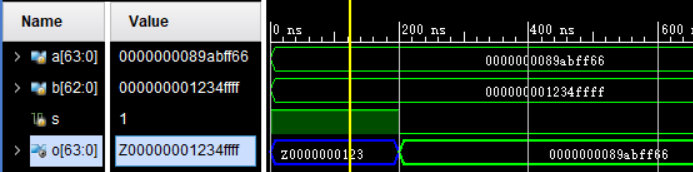 Name Value 0 ns 200 ns 400 ns 600
a[63:0] 0000000089abff66 0000000089abff66
b[62:0] 000000001234ffff 000000001234ffff
s 1
o[63:0] Z00000001234ffff Z0000000123 0000000089abff66